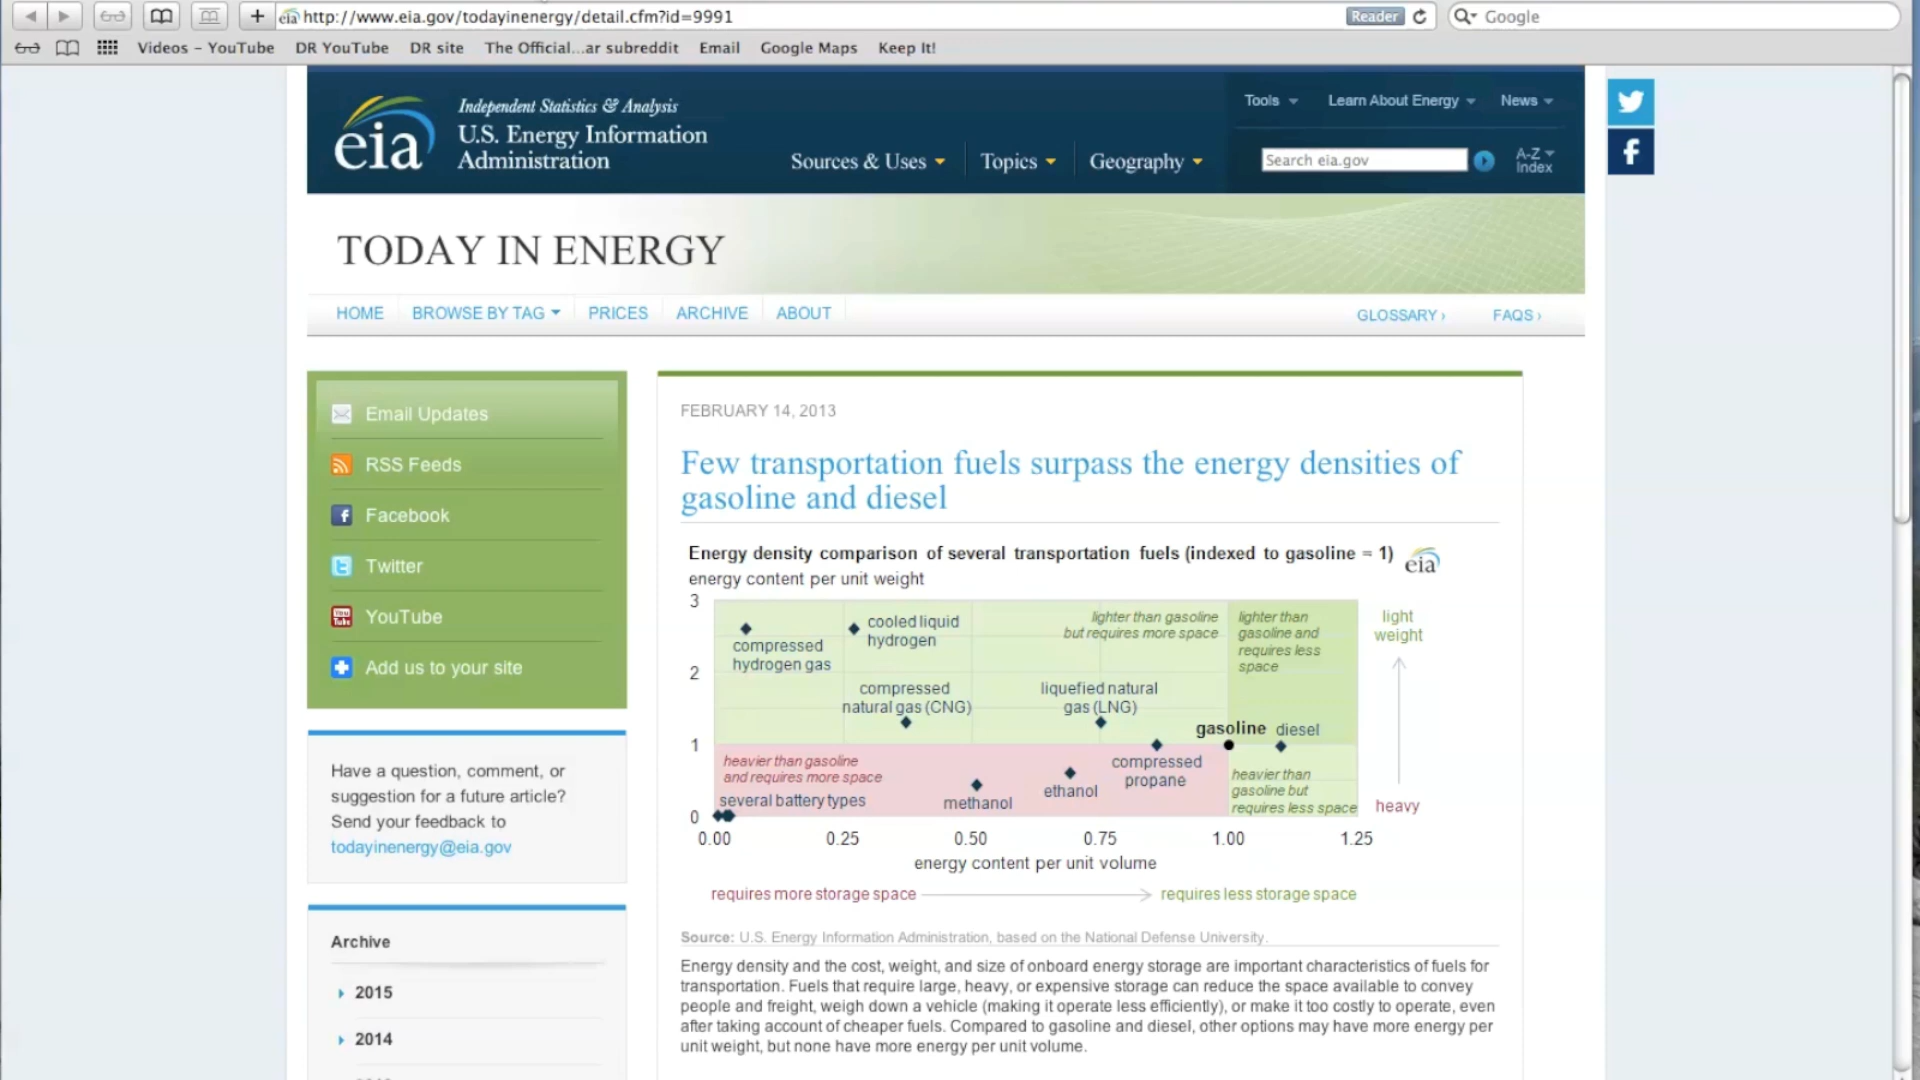 http://www.eia.gov/todayinenergy/detail.cfm?id=9991
Reader
Google
Videos – YouTube
DR YouTube
DR site
The Official...ar subreddit
Email
Google Maps
Keep It!
eia
Independent Statistics & Analysis
U.S. Energy Information
Administration
Sources & Uses
Topics
Geography
Tools
Learn About Energy
News
Search eia.gov
A-Z
Index
TODAY IN ENERGY
HOME
BROWSE BY TAG
PRICES
ARCHIVE
ABOUT
GLOSSARY ›
FAQS ›
Email Updates
RSS Feeds
Facebook
Twitter
YouTube
Add us to your site
Have a question, comment, or
suggestion for a future article?
Send your feedback to
todayinenergy@eia.gov
Archive
2015
2014
FEBRUARY 14, 2013
Few transportation fuels surpass the energy densities of
gasoline and diesel
Energy density comparison of several transportation fuels (indexed to gasoline = 1)
eia
energy content per unit weight
3
2
1
0
compressed
hydrogen gas
cooled liquid
hydrogen
lighter than gasoline
but requires more space
lighter than
gasoline and
requires less
space
light
weight
compressed
natural gas (CNG)
liquefied natural
gas (LNG)
gasoline
diesel
heavier than gasoline
and requires more space
several battery types
methanol
ethanol
compressed
propane
heavier than
gasoline but
requires less space
heavy
0.00
0.25
0.50
0.75
1.00
1.25
energy content per unit volume
requires more storage space
requires less storage space
Source: U.S. Energy Information Administration, based on the National Defense University.
Energy density and the cost, weight, and size of onboard energy storage are important characteristics of fuels for
transportation. Fuels that require large, heavy, or expensive storage can reduce the space available to convey
people and freight, weigh down a vehicle (making it operate less efficiently), or make it too costly to operate, even
after taking account of cheaper fuels. Compared to gasoline and diesel, other options may have more energy per
unit weight, but none have more energy per unit volume.